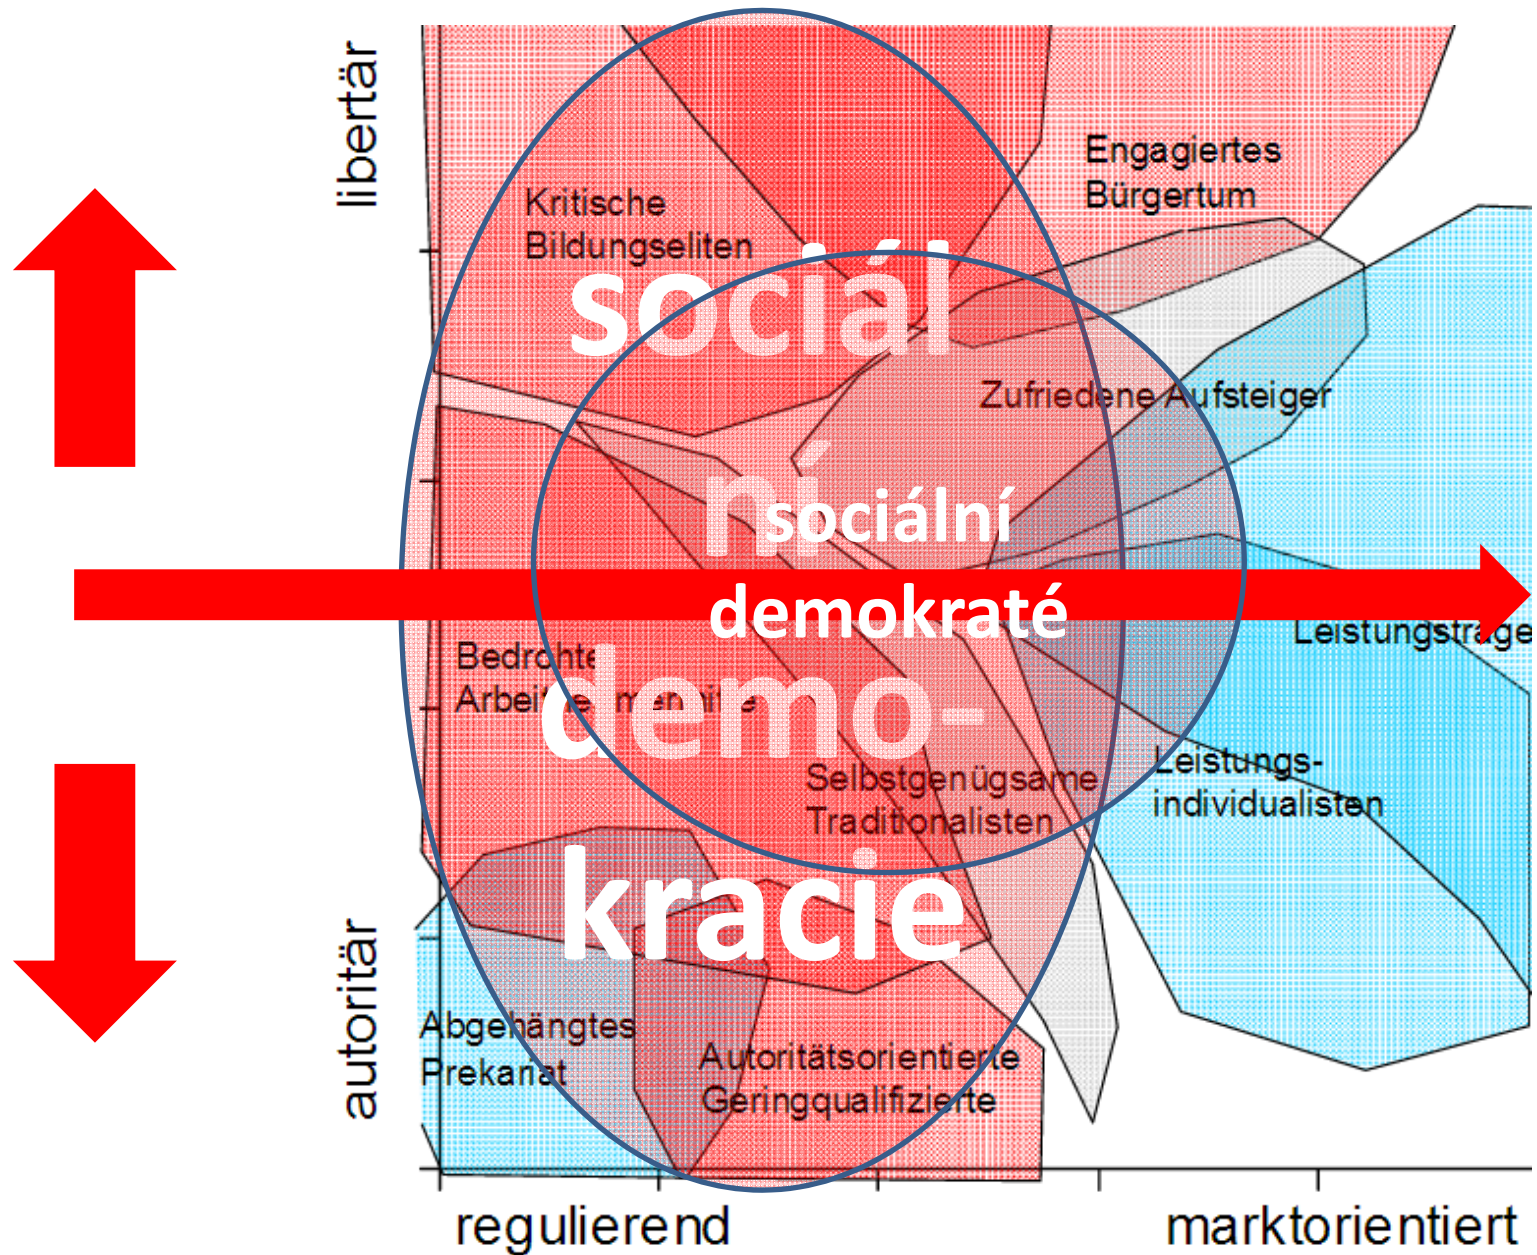 libertär
Engagiertes
Bürgertum
Kritische
Bildungseliten
sociál
Zufriedene Aufsteiger
ní
sociální
demokraté
Leistungsträge
Bedrohte
demo-
Leistungs-
individualisten
Selbstgenügsame
Traditionalisten
kracie
autoritär
Abgehängtes
Prekariat
Autoritätsorientierte
Geringqualifizierte
regulierend
marktorientiert